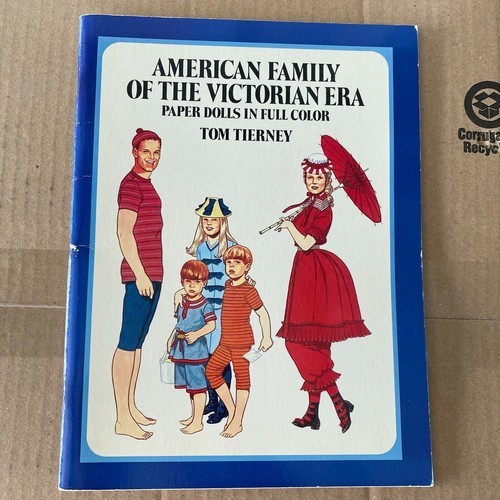 AMERICAN FAMILY
OF THE VICTORIAN ERA
PAPER DOLLS IN FULL COLOR
TOM TIERNEY